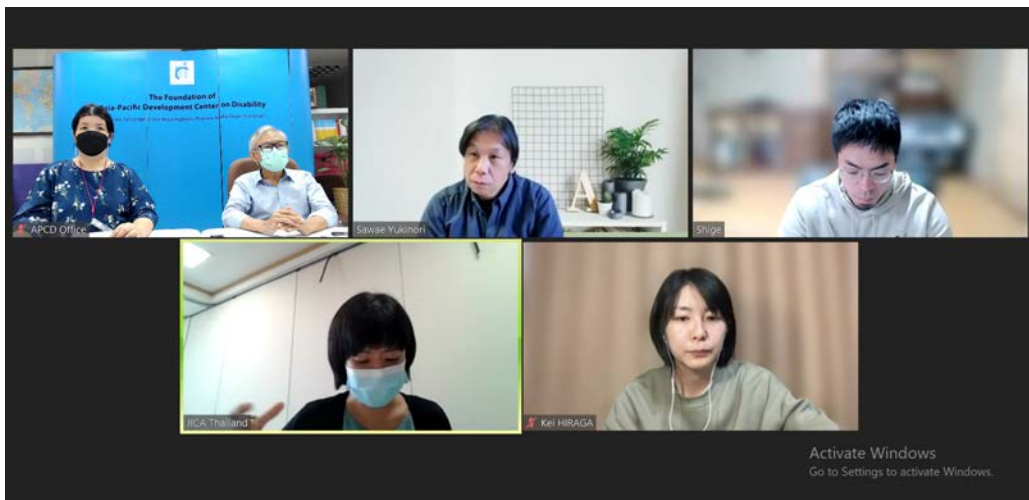 The Foundation of
Asia-Pacific Development Center on Disability
APCD Office
Sawae Yukinori
Shige
A
JICA Thailand
Kei HIRAGA
Activate Windows
Go to Settings to activate Windows.